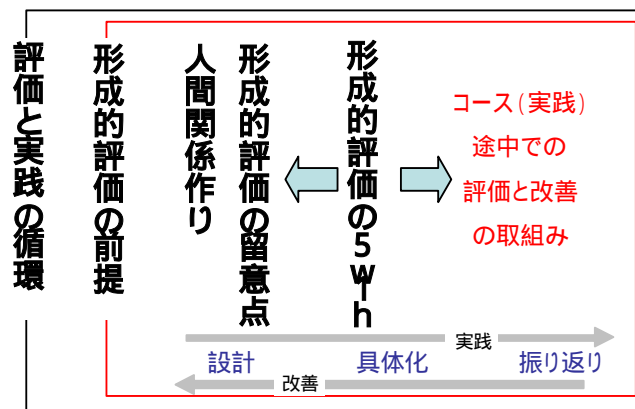 評価と実践の循環
形成的評価の前提
人間関係作り
形成的評価の留意点
形成的評価の5w1h
コース(実践)
途中での
評価と改善
の取組み
実践
設計
具体化
振り返り
改善